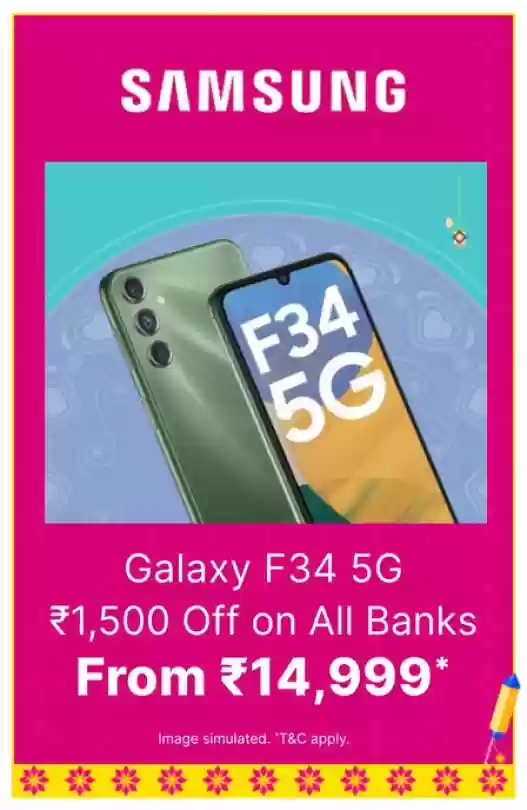 SAMSUNG
F34
5G
Galaxy F34 5G
₹1,500 Off on All Banks
From ₹14,999*
Image simulated. *T&C apply.